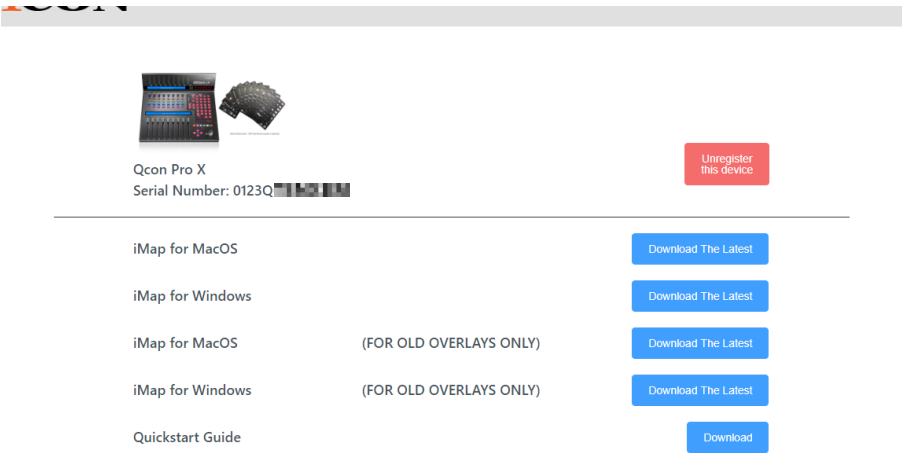 Qcon Pro X
Serial Number: 0123Q
Unregister
this device
iMap for MacOS
Download The Latest
iMap for Windows
Download The Latest
iMap for MacOS (FOR OLD OVERLAYS ONLY)
Download The Latest
iMap for Windows (FOR OLD OVERLAYS ONLY)
Download The Latest
Quickstart Guide
Download